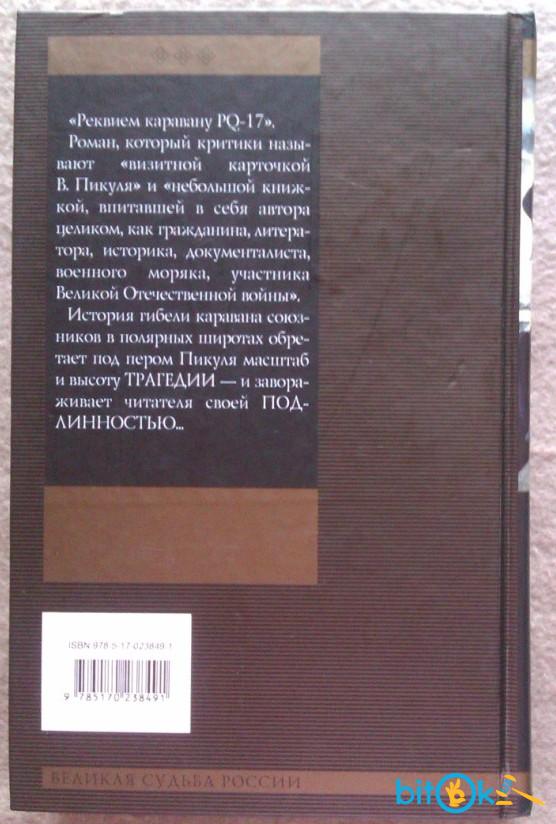 «Реквием каравану PQ-17».
Роман, который критики назы-
вают «визитной карточкой
В. Пикуля» и «небольшой книж-
кой, впитавшей в себя автора
целиком, как гражданина, литера-
тора, историка, документалиста,
военного моряка, участника
Великой Отечественной войны».
История гибели каравана союз-
ников в полярных широтах обре-
тает под пером Пикуля масштаб
и высоту ТРАГЕДИИ — и завора-
живает читателя своей ПОД-
ЛИННОСТЬЮ...
ISBN 978-5-17-023849-1
9 785170 238491
ВЕЛИКАЯ СУДЬБА РОССИИ
bitOk